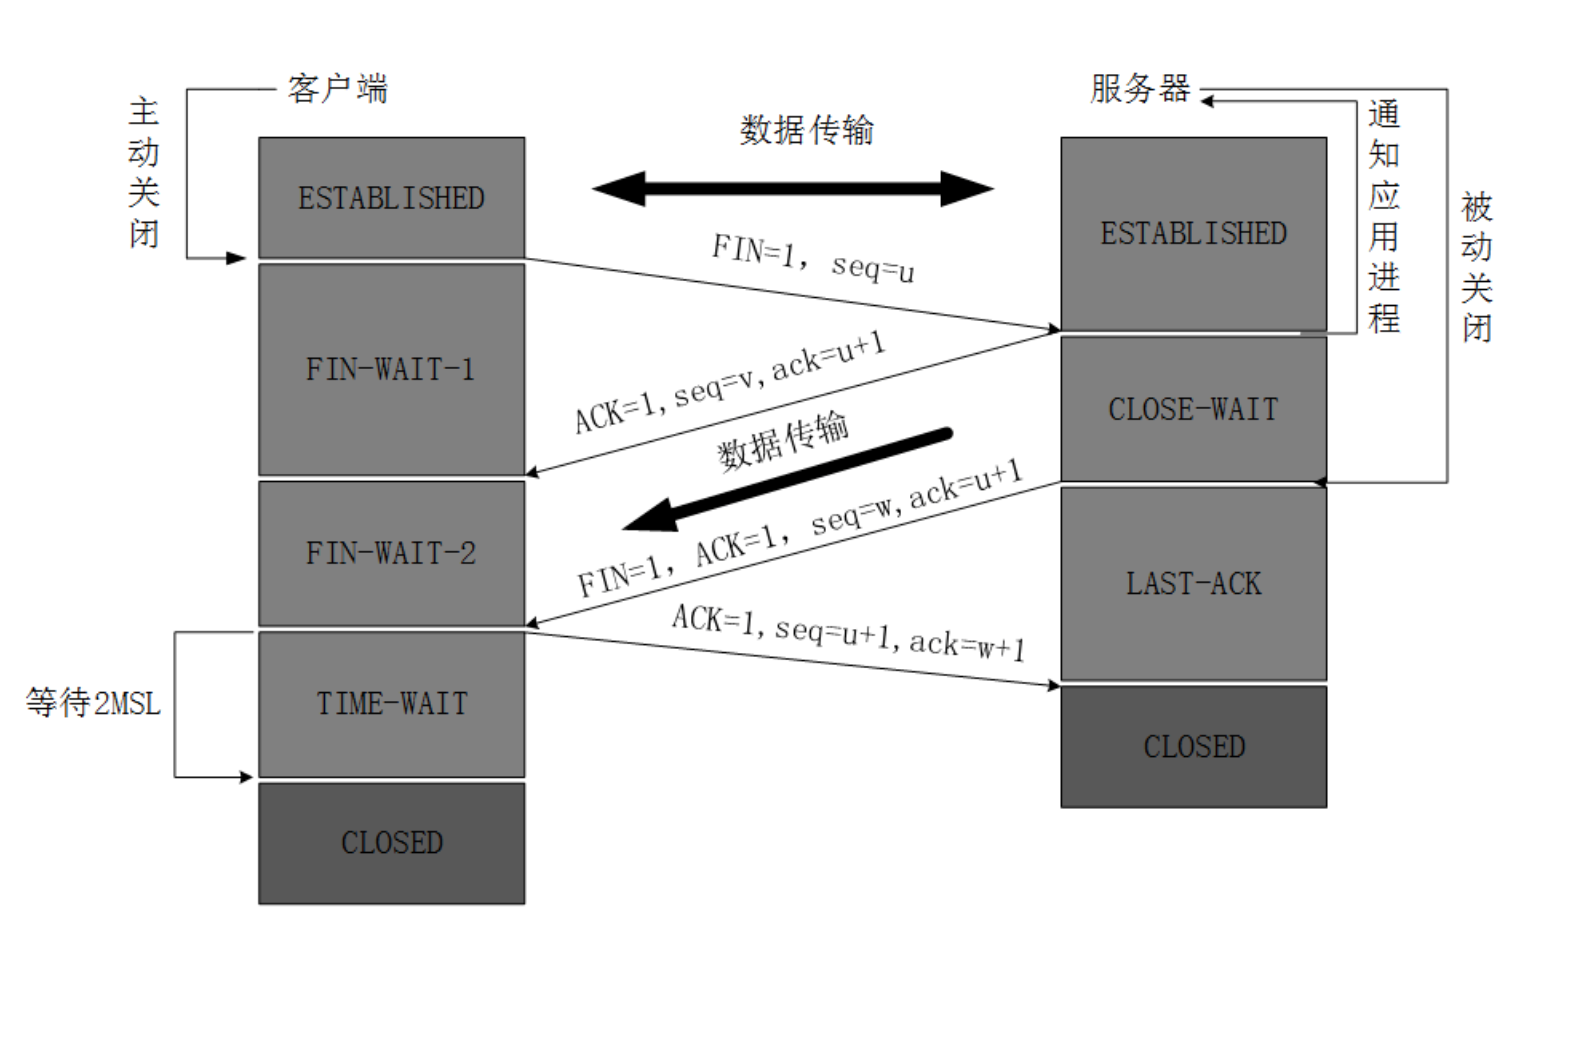 客户端
服务器
主动关闭
数据传输
通知应用进程
被动关闭
ESTABLISHED
ESTABLISHED
FIN=1, seq=u
FIN-WAIT-1
ACK=1,seq=v,ack=u+1
CLOSE-WAIT
数据传输
FIN-WAIT-2
FIN=1, ACK=1, seq=w,ack=u+1
LAST-ACK
ACK=1,seq=u+1,ack=w+1
等待2MSL
TIME-WAIT
CLOSED
CLOSED